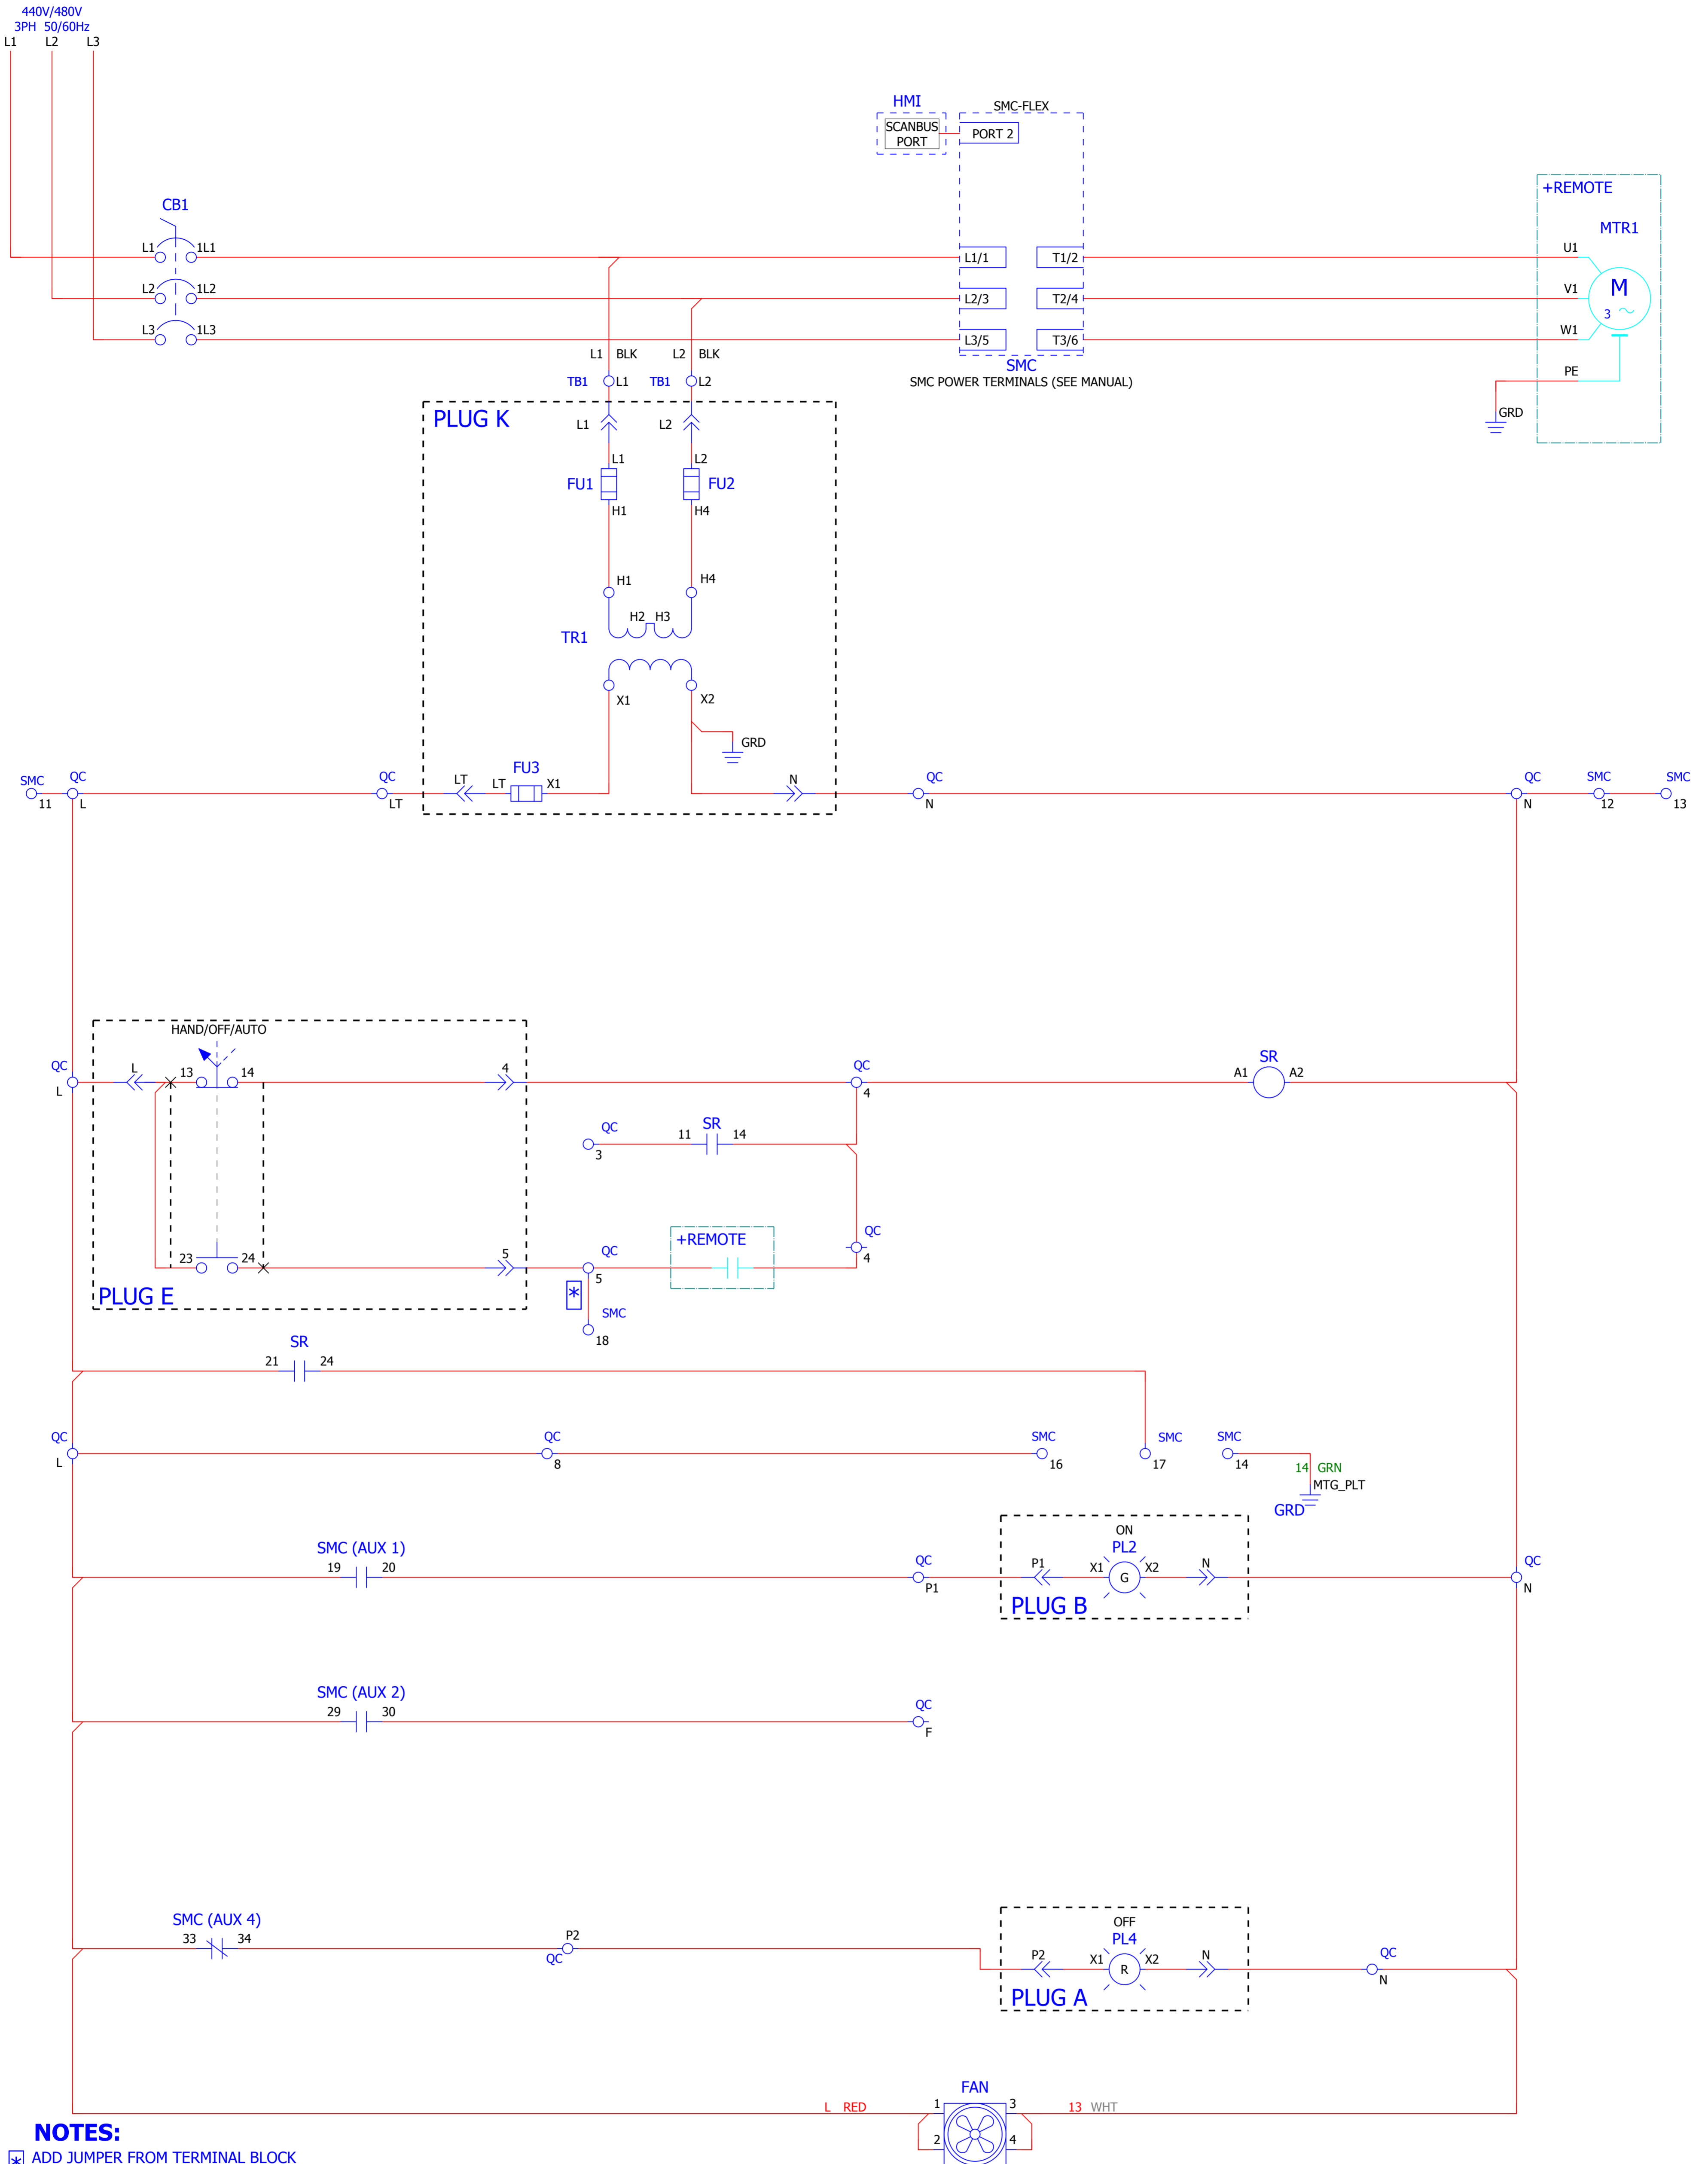 440V/480V
3PH 50/60Hz
L1 L2 L3
HMI
SMC-FLEX
SCANBUS
PORT
PORT 2
+REMOTE
CB1
MTR1
L1 1L1
L1/1 T1/2
U1
L2 1L2
L2/3 T2/4
V1
M
3
L3 1L3
L3/5 T3/6
W1
L1 BLK L2 BLK
SMC
SMC POWER TERMINALS (SEE MANUAL)
PE
TB1 L1 TB1 L2
GRD
PLUG K
L1 L2
L1 L2
FU1 FU2
H1 H4
H1 H4
H2 H3
TR1
X1 X2
GRD
SMC QC QC LT LT FU3 X1 N QC QC SMC SMC
11 L LT N N 12 13
HAND/OFF/AUTO
QC L 13 14 4 QC SR
A1 A2
L 4
QC SR
11 14
3
QC
+REMOTE
23 24 5 QC 4
5
PLUG E
*
SMC
18
SR
21 24
QC QC SMC SMC SMC
L 8 16 17 14
14 GRN
MTG_PLT
GRD
ON
SMC (AUX 1) PL2
19 20 QC P1 X1 G X2 N QC
P1 N
PLUG B
SMC (AUX 2)
29 30 QC
F
OFF
SMC (AUX 4) P2 PL4
33 34 QC P2 X1 R X2 N QC
N
PLUG A
FAN
L RED 1 3 13 WHT
2 4
NOTES:
* ADD JUMPER FROM TERMINAL BLOCK